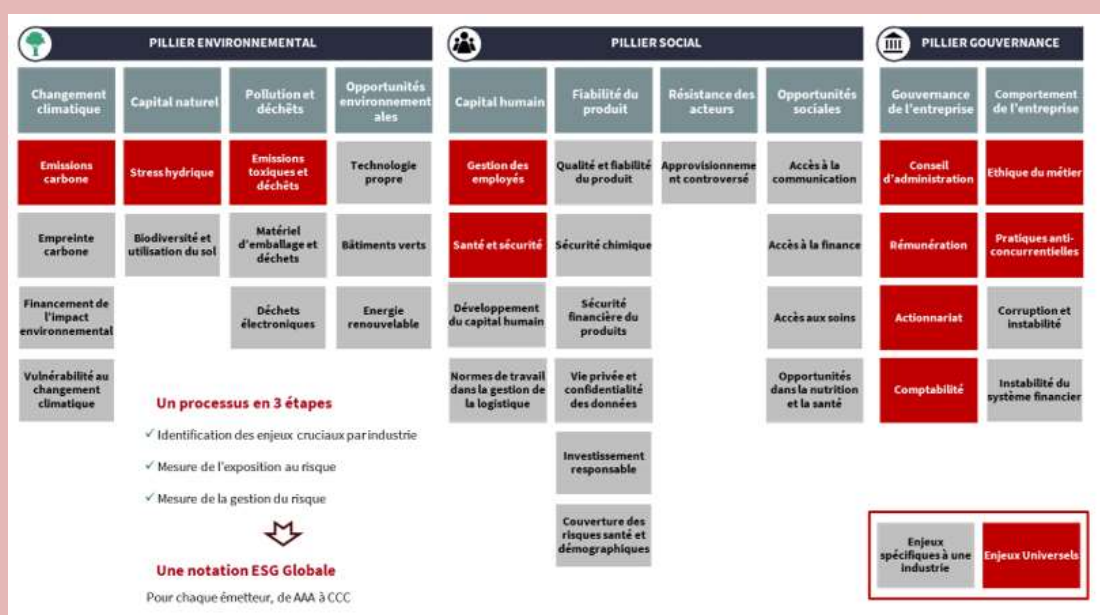 PILLIER ENVIRONNEMENTAL
PILLIER SOCIAL
PILLIER GOUVERNANCE
Changement
climatique
Capital naturel
Pollution et
déchêts
Opportunités
environnement
ales
Capital humain
Fiabilité du
produit
Résistance des
acteurs
Opportunités
sociales
Gouvernance
de l'entreprise
Comportement
de l'entreprise
Emissions
carbone
Stress hydrique
Emissions
toxiques et
déchêts
Technologie
propre
Gestion des
employés
Qualité et fiabilité
du produit
Approvisionneme
nt controversé
Accès à la
communication
Conseil
d'administration
Ethique du métier
Empreinte
carbone
Biodiversité et
utilisation du sol
Matériel
d'emballage et
déchets
Bâtiments verts
Santé et sécurité
Sécurité chimique
Accès à la finance
Rémunération
Pratiques anti-
concurrentielles
Financement de
l'impact
environnemental
Déchets
électroniques
Energie
renouvelable
Développement
du capital humain
Sécurité
financière du
produits
Accès aux soins
Actionnariat
Corruption et
instabilité
Vulnérabilité au
changement
climatique
Normes de travail
dans la gestion de
la logistique
Vie privée et
confidentialité
des données
Opportunités
dans la nutrition
et la santé
Comptabilité
Instabilité du
système financier
Un processus en 3 étapes
✓ Identification des enjeux cruciaux par industrie
✓ Mesure de l'exposition au risque
✓ Mesure de la gestion du risque
Investissement
responsable
Couverture des
risques santé et
démographiques
Une notation ESG Globale
Pour chaque émetteur, de AAA à CCC
Enjeux
spécifiques à une
industrie
Enjeux Universels